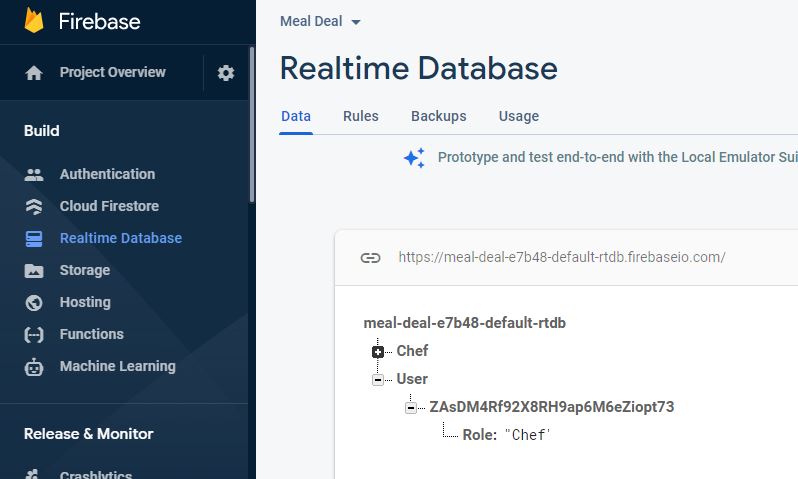 Firebase
Project Overview
Build
Authentication
Cloud Firestore
Realtime Database
Storage
Hosting
Functions
Machine Learning
Release & Monitor
Crashlytics
Meal Deal
Realtime Database
Data Rules Backups Usage
Prototype and test end-to-end with the Local Emulator Sui
https://meal-deal-e7b48-default-rtdb.firebaseio.com/
meal-deal-e7b48-default-rtdb
Chef
User
ZAsDM4Rf92X8RH9ap6M6eZiopt73
Role: "Chef"